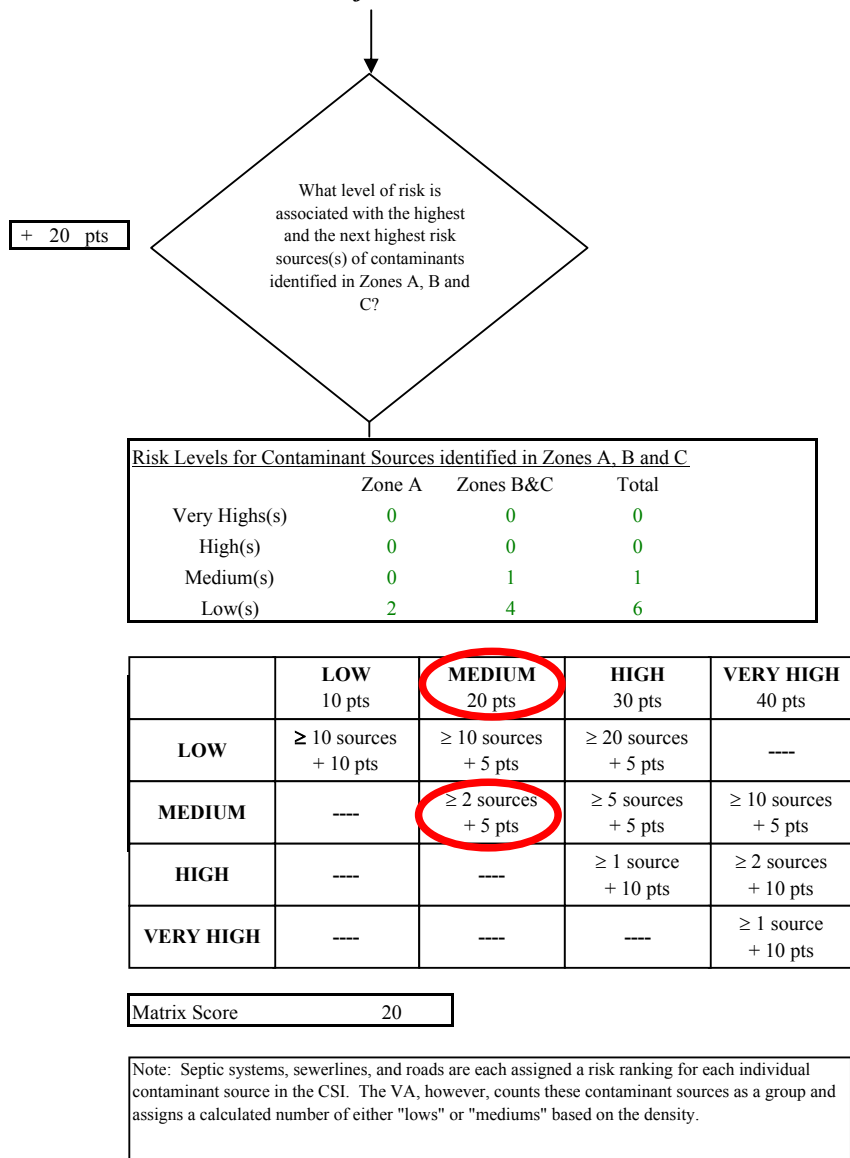 What level of risk is
associated with the highest
and the next highest risk
sources(s) of contaminants
identified in Zones A, B and
C?
+ 20 pts
Risk Levels for Contaminant Sources identified in Zones A, B and C
Zone A Zones B&C Total
Very Highs(s) 0 0 0
High(s) 0 0 0
Medium(s) 0 1 1
Low(s) 2 4 6
LOW MEDIUM HIGH VERY HIGH
10 pts 20 pts 30 pts 40 pts
LOW ≥ 10 sources + 10 pts ≥ 10 sources + 5 pts ≥ 20 sources + 5 pts ----
MEDIUM ---- ≥ 2 sources + 5 pts ≥ 5 sources + 5 pts ≥ 10 sources + 5 pts
HIGH ---- ---- ≥ 1 source + 10 pts ≥ 2 sources + 10 pts
VERY HIGH ---- ---- ---- ≥ 1 source + 10 pts
Matrix Score 20
Note: Septic systems, sewerlines, and roads are each assigned a risk ranking for each individual
contaminant source in the CSI. The VA, however, counts these contaminant sources as a group and
assigns a calculated number of either "lows" or "mediums" based on the density.